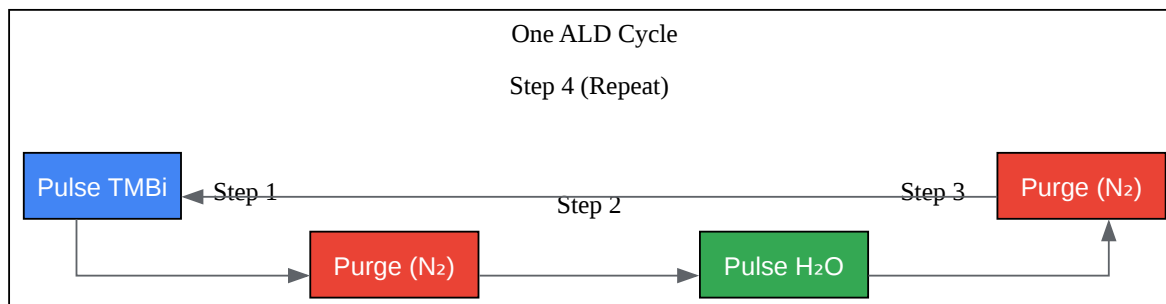 One ALD Cycle
Step 4 (Repeat)
Pulse TMBi
Step 1
Step 2
Step 3
Purge (N₂)
Purge (N₂)
Pulse H₂O